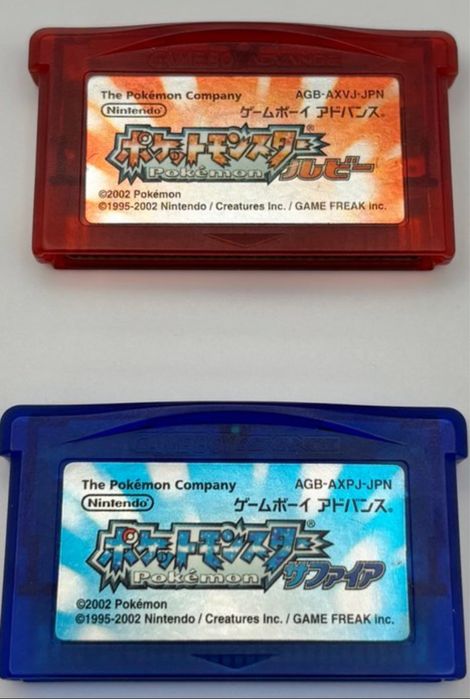 GAME BOY ADVANCE
The Pokémon Company AGB-AXVJ-JPN
Nintendo ゲームボーイ アドバンス®
ポケットモンスター®
Pokémon ルビー
©2002 Pokémon
©1995-2002 Nintendo / Creatures Inc. / GAME FREAK inc.
GAME BOY ADVANCE
The Pokémon Company AGB-AXPJ-JPN
Nintendo ゲームボーイ アドバンス®
ポケットモンスター®
Pokémon サファイア
©2002 Pokémon
©1995-2002 Nintendo / Creatures Inc. / GAME FREAK inc.